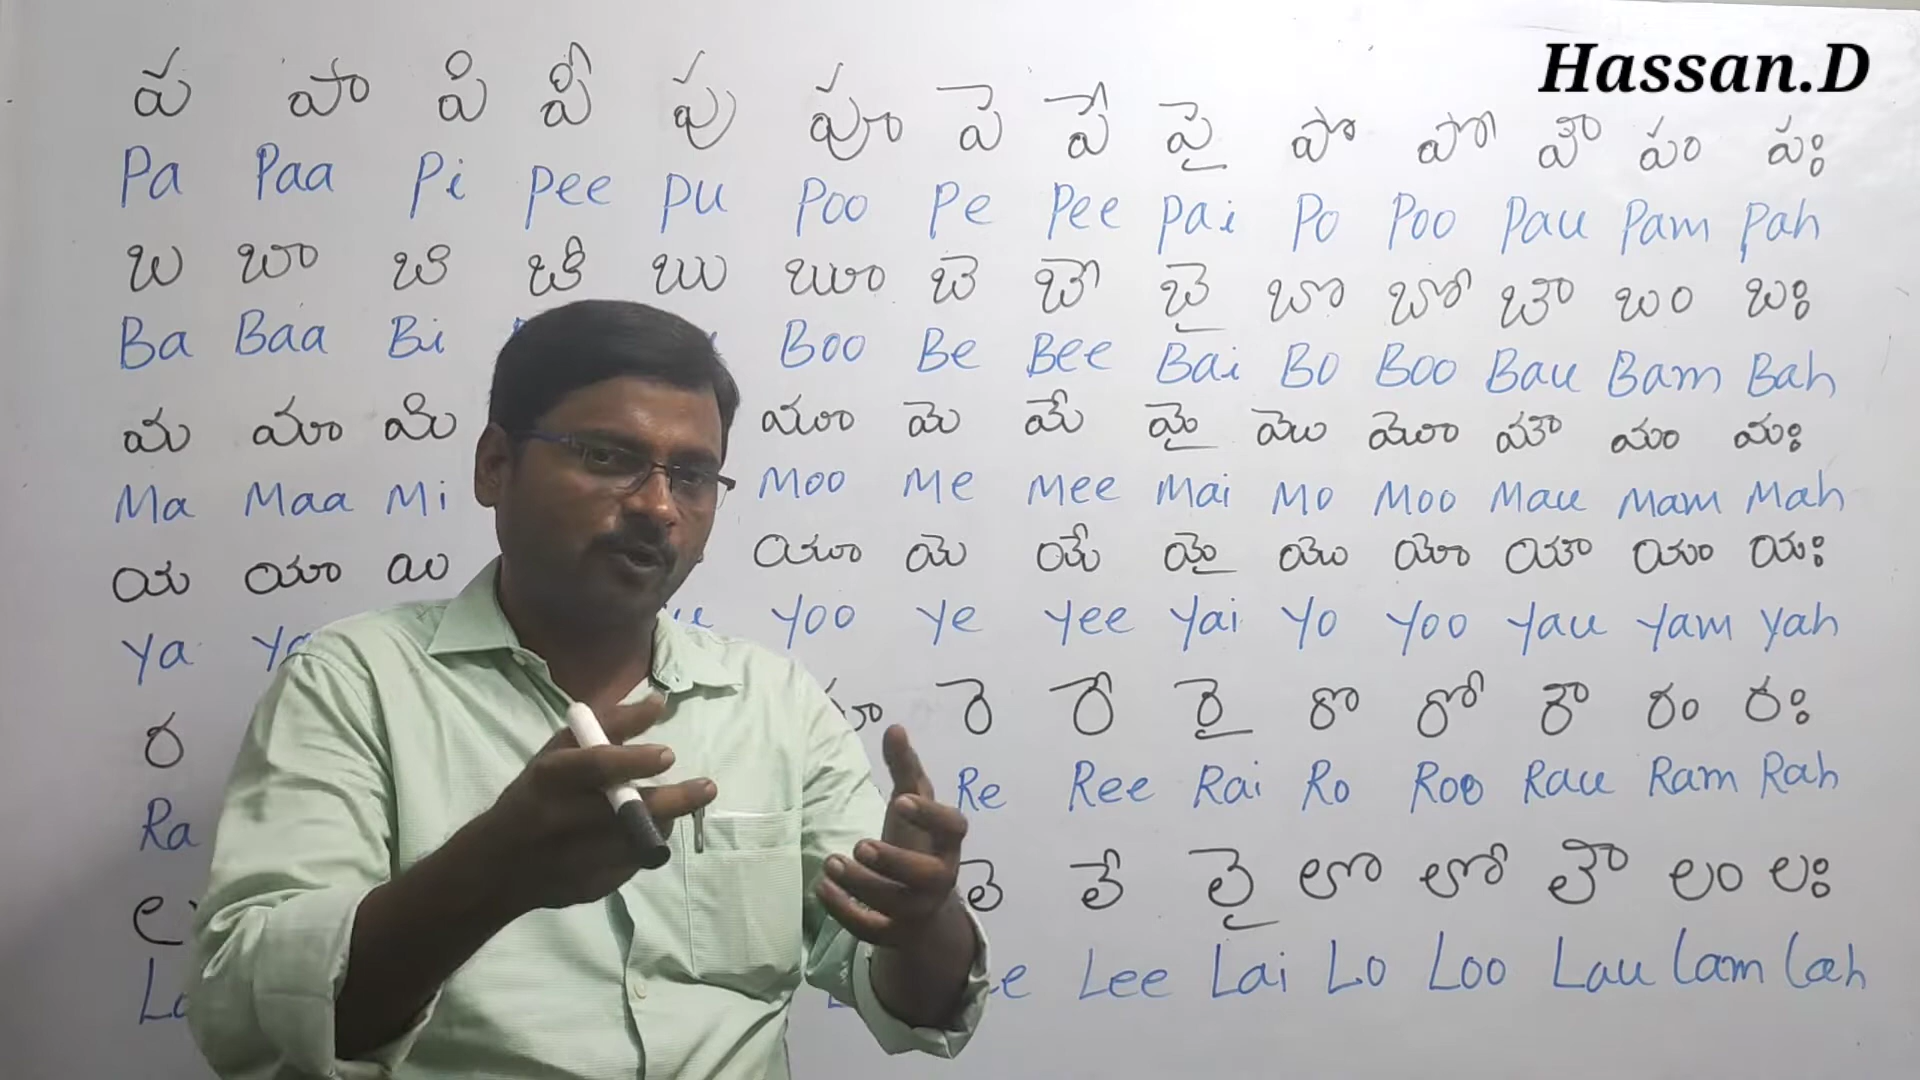 Hassan.D
ప పా పి పీ పు పూ పె పే పై పొ పో పౌ పం పః
Pa Paa Pi Pee Pu Poo Pe Pee Pai Po Poo Pau Pam Pah
బ బా బి బీ బు బూ బె బే బై బొ బో బౌ బం బః
Ba Baa Bi Boo Be Bee Bai Bo Boo Bau Bam Bah
మ మా మి మూ మె మే మై మొ మో మౌ మం మః
Ma Maa Mi Moo Me Mee Mai Mo Moo Mau Mam Mah
య యా యి యూ యె యే యై యొ యో యౌ యం యః
Ya Yoo Ye Yee Yai Yo Yoo Yau Yam Yah
ర రె రే రై రొ రో రౌ రం రః
Ra Re Ree Rai Ro Roo Rau Ram Rah
ల లె లే లై లొ లో లౌ లం లః
Lee Lai Lo Loo Lau Lam Lah